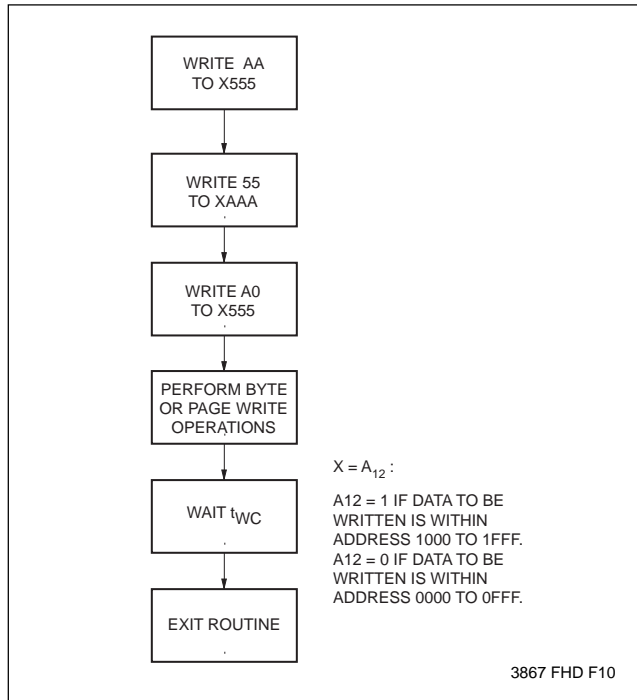 WRITE AA
TO X555
WRITE 55
TO XAAA
WRITE A0
TO X555
PERFORM BYTE
OR PAGE WRITE
OPERATIONS
WAIT tWC
EXIT ROUTINE
X = A12 :
A12 = 1 IF DATA TO BE
WRITTEN IS WITHIN
ADDRESS 1000 TO 1FFF.
A12 = 0 IF DATA TO BE
WRITTEN IS WITHIN
ADDRESS 0000 TO 0FFF.
3867 FHD F10